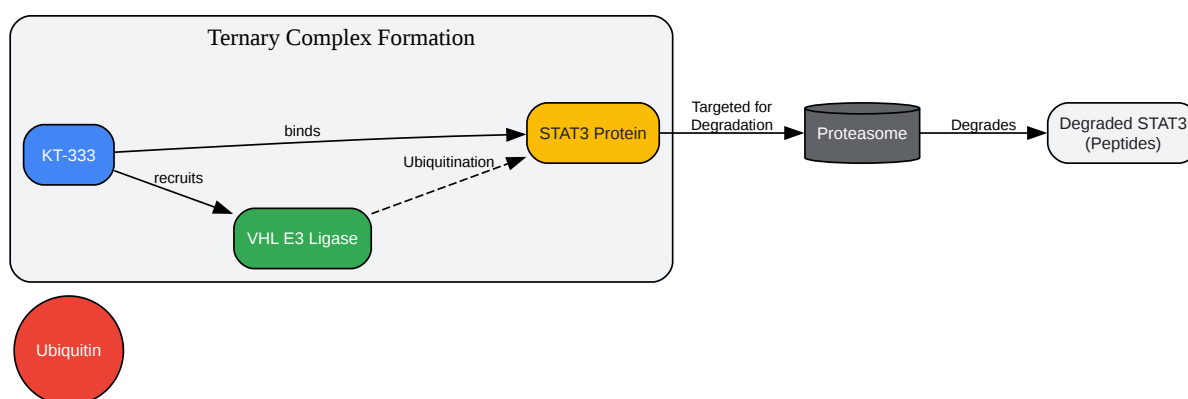 Ternary Complex Formation
KT-333
binds
recruits
VHL E3 Ligase
Ubiquitination
STAT3 Protein
Targeted for
Degradation
Proteasome
Degrades
Degraded STAT3
(Peptides)
Ubiquitin